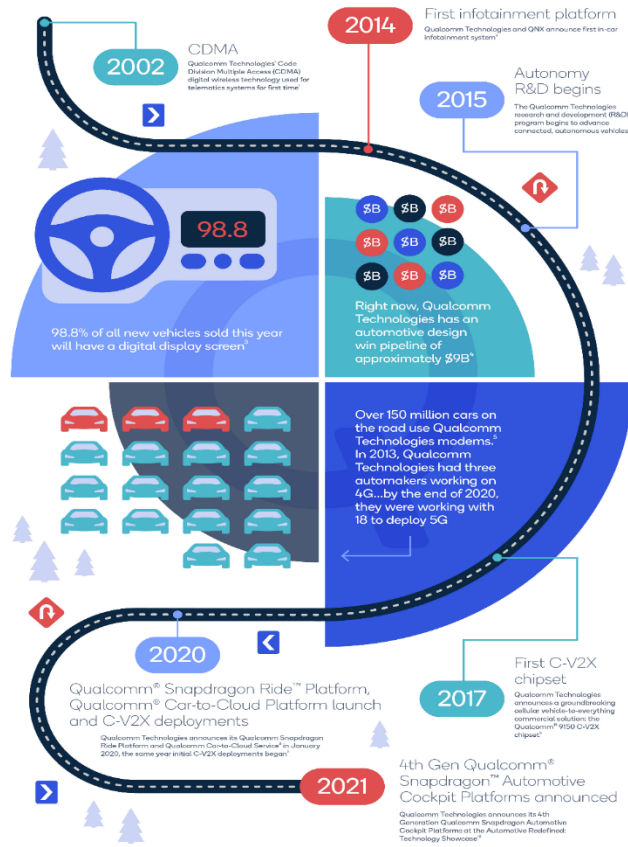 2002
CDMA
Qualcomm Technologies' Code
Division Multiple Access (CDMA)
digital wireless technology used for
telematics systems for first time¹
2014
First infotainment platform
Qualcomm Technologies and QNX announce first in-car
infotainment system²
2015
Autonomy
R&D begins
The Qualcomm Technologies
research and development (R&D)
program begins to advance
connected, autonomous vehicles
98.8
98.8% of all new vehicles sold this year
will have a digital display screen³
$B $B $B
$B $B $B
$B $B $B
Right now, Qualcomm
Technologies has an
automotive design
win pipeline of
approximately $9B⁴
Over 150 million cars on
the road use Qualcomm
Technologies modems.⁵
In 2013, Qualcomm
Technologies had three
automakers working on
4G...by the end of 2020,
they were working with
18 to deploy 5G
2017
First C-V2X
chipset
Qualcomm Technologies
announces a groundbreaking
cellular vehicle-to-everything
commercial solution: the
Qualcomm® 9150 C-V2X
chipset
2020
Qualcomm® Snapdragon Ride™ Platform,
Qualcomm® Car-to-Cloud Platform launch
and C-V2X deployments
Qualcomm Technologies announces its Qualcomm Snapdragon
Ride Platform and Qualcomm Car-to-Cloud Service in January
2020, the same year initial C-V2X deployments began
2021
4th Gen Qualcomm®
Snapdragon™ Automotive
Cockpit Platforms announced
Qualcomm Technologies announces its 4th
Generation Qualcomm Snapdragon Automotive
Cockpit Platforms at the Automotive Redefined:
Technology Showcase